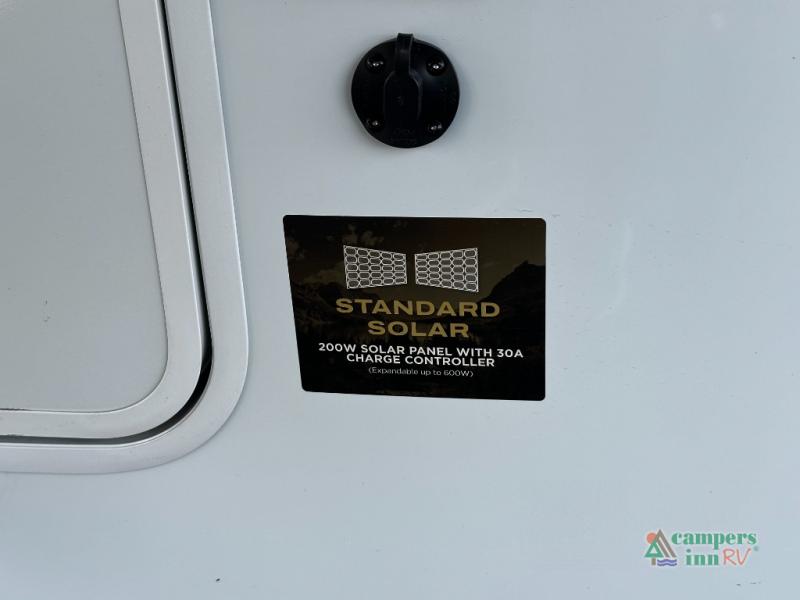 STANDARD
SOLAR
200W SOLAR PANEL WITH 30A
CHARGE CONTROLLER
(Expandable up to 600W)
campers
inn RV®